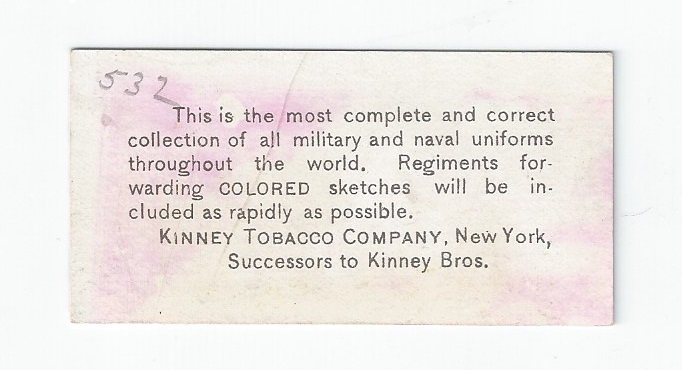 532
This is the most complete and correct
collection of all military and naval uniforms
throughout the world. Regiments for-
warding COLORED sketches will be in-
cluded as rapidly as possible.
KINNEY TOBACCO COMPANY, New York,
Successors to Kinney Bros.